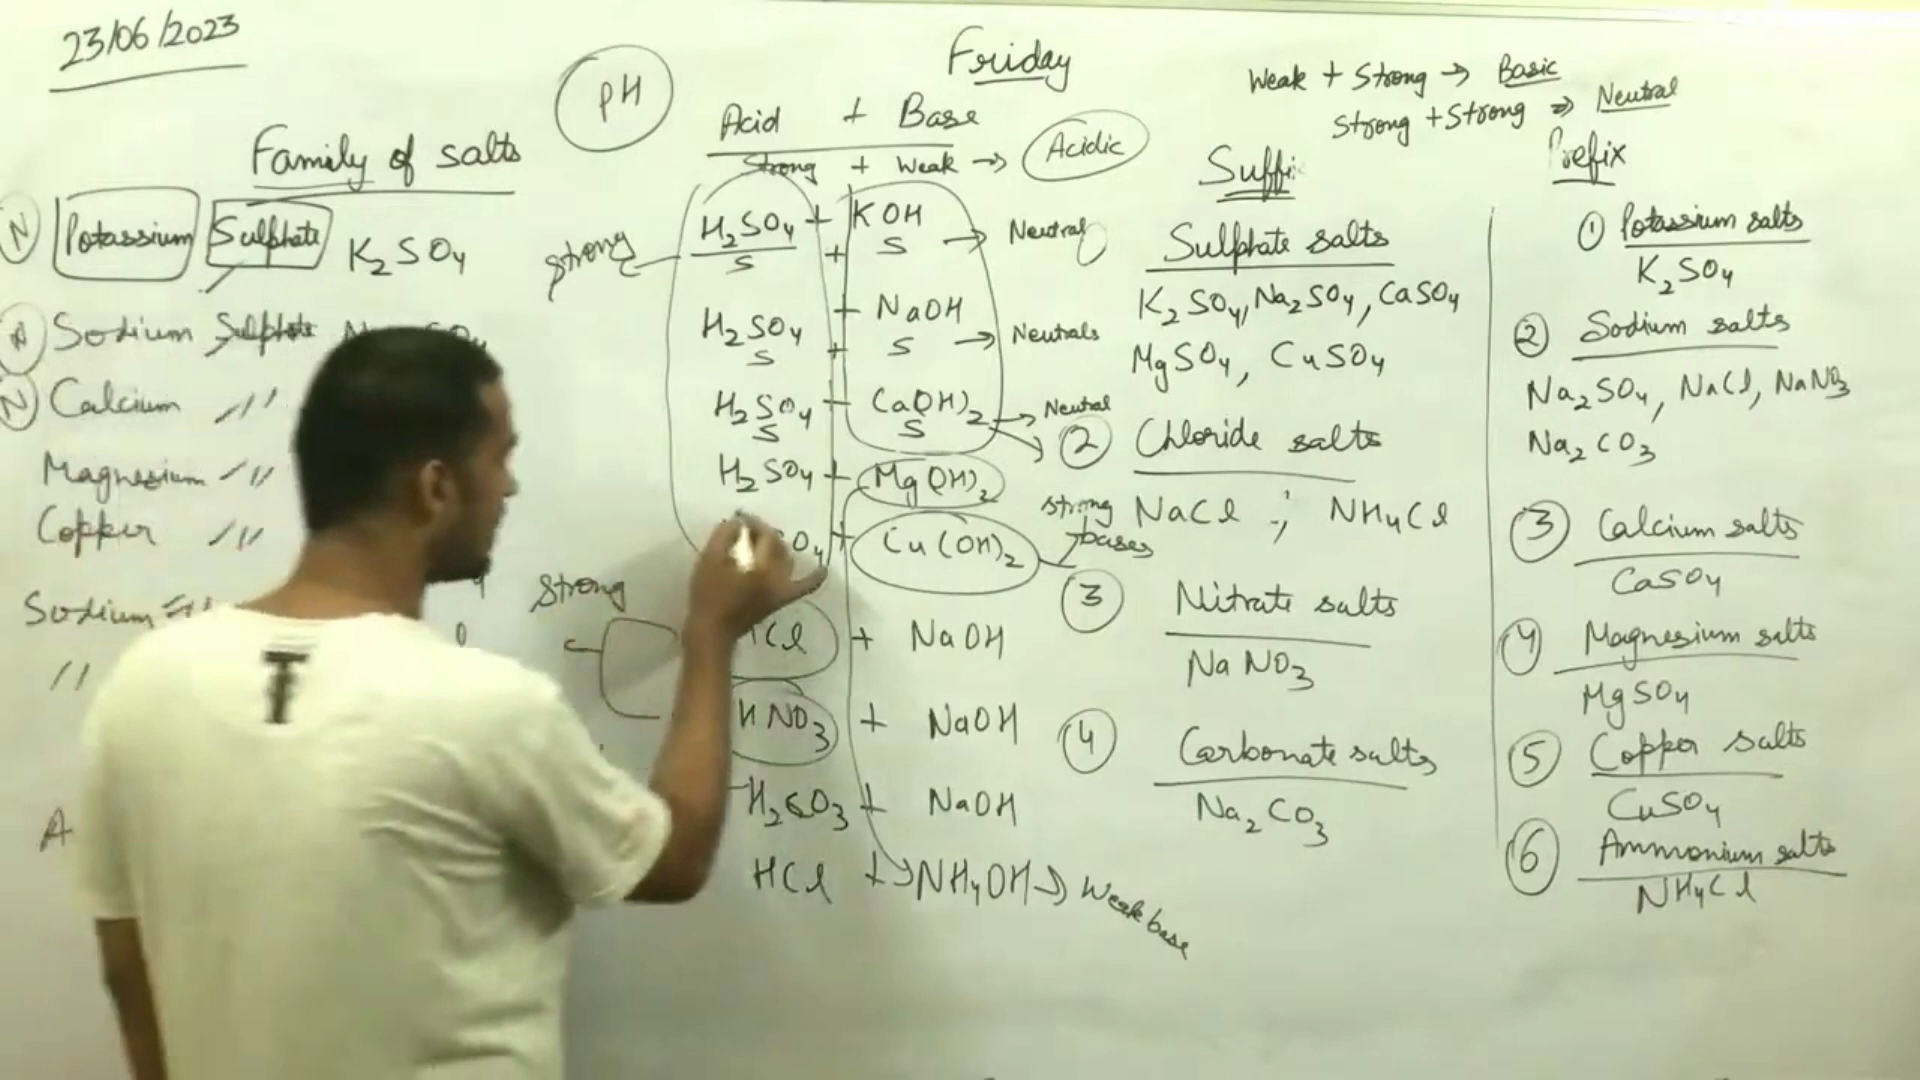 23/06/2023
Friday
PH
Weak + Strong → Basic
Strong + Strong ⇒ Neutral
Acid + Base
Strong + Weak → Acidic
Family of salts
Potassium Sulphate K₂SO₄
N
Sodium Sulphate
N
Calcium ″
N
Magnesium ″
Copper ″
Sodium ″
″
A
strong
H₂SO₄ + KOH → Neutral
S + S
H₂SO₄ + NaOH → Neutrals
S + S
H₂SO₄ + Ca(OH)₂ → Neutral
S S
H₂SO₄ + Mg(OH)₂
SO₄ + Cu(OH)₂
strong bases
Strong
HCl + NaOH
HNO₃ + NaOH
H₂CO₃ + NaOH
HCl + NH₄OH → Weak base
T
Suffix
Sulphate salts
K₂SO₄, Na₂SO₄, CaSO₄
MgSO₄, CuSO₄
② Chloride salts
NaCl ; NH₄Cl
③ Nitrate salts
NaNO₃
④ Carbonate salts
Na₂CO₃
Prefix
① Potassium salts
K₂SO₄
② Sodium salts
Na₂SO₄, NaCl, NaNO₃
Na₂CO₃
③ Calcium salts
CaSO₄
④ Magnesium salts
MgSO₄
⑤ Copper salts
CuSO₄
⑥ Ammonium salts
NH₄Cl